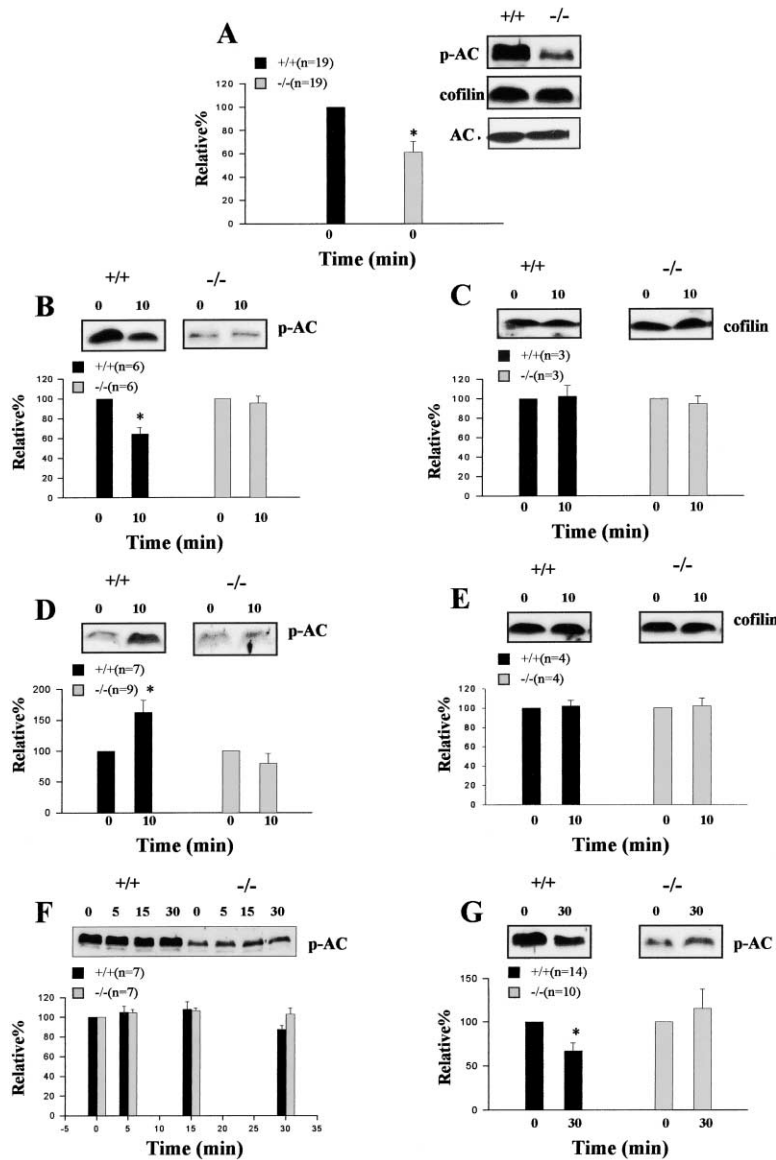 A
+/+ -/-
p-AC
cofilin
AC
+/+(n=19)
-/-(n=19)
Relative%
120
100
80
60
40
20
0
*
0 0
Time (min)
B
+/+ -/-
0 10 0 10
p-AC
+/+(n=6)
-/-(n=6)
Relative%
120
100
80
60
40
20
0
*
0 10 0 10
Time (min)
C
+/+ -/-
0 10 0 10
cofilin
+/+(n=3)
-/-(n=3)
Relative%
120
100
80
60
40
20
0
0 10 0 10
Time (min)
D
+/+ -/-
0 10 0 10
p-AC
+/+(n=7)
-/-(n=9) *
Relative%
200
150
100
50
0
0 10 0 10
Time (min)
E
+/+ -/-
0 10 0 10
cofilin
+/+(n=4)
-/-(n=4)
Relative%
120
100
80
60
40
20
0
0 10 0 10
Time (min)
F
+/+ -/-
0 5 15 30 0 5 15 30
p-AC
+/+(n=7)
-/-(n=7)
Relative%
120
100
80
60
40
20
0
-5 0 5 10 15 20 25 30 35
Time (min)
G
+/+ -/-
0 30 0 30
p-AC
+/+(n=14)
-/-(n=10)
Relative%
150
100
50
0
*
0 30 0 30
Time (min)